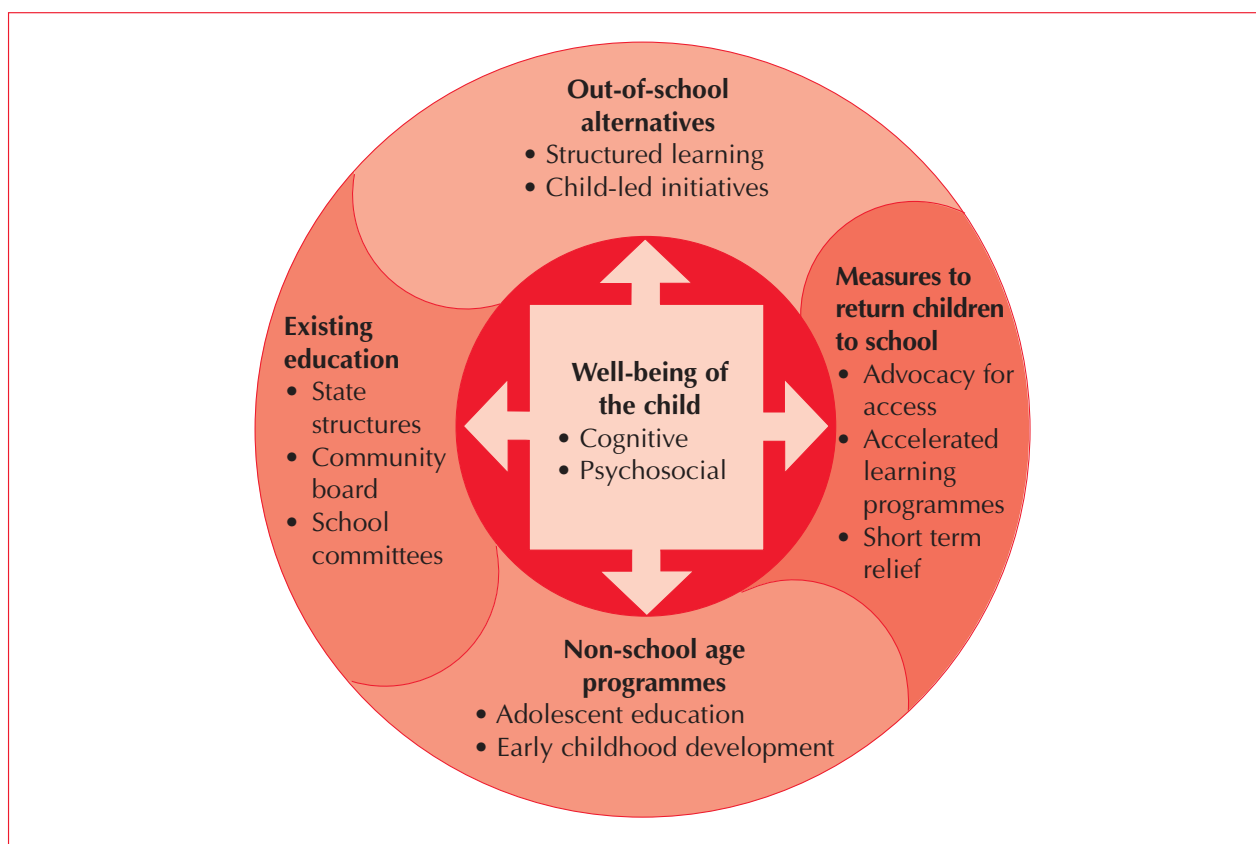 Out-of-school
alternatives
• Structured learning
• Child-led initiatives
Existing
education
• State
structures
• Community
board
• School
committees
Well-being of
the child
• Cognitive
• Psychosocial
Measures to
return children
to school
• Advocacy for
access
• Accelerated
learning
programmes
• Short term
relief
Non-school age
programmes
• Adolescent education
• Early childhood development